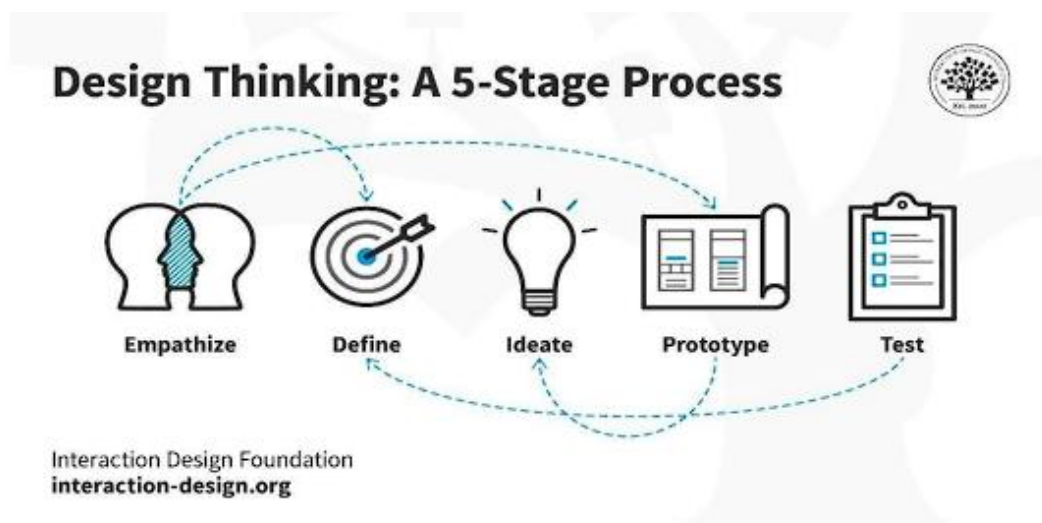 Design Thinking: A 5-Stage Process
Empathize
Define
Ideate
Prototype
Test
Interaction Design Foundation
interaction-design.org